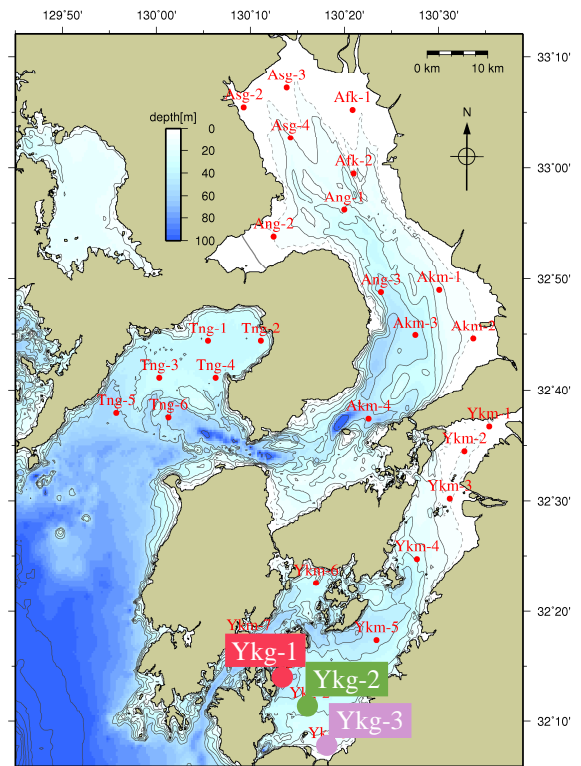 129°50' 130°00' 130°10' 130°20' 130°30'
33°10'
33°00'
32°50'
32°40'
32°30'
32°20'
32°10'
0 km 10 km
N
depth[m]
0
20
40
60
80
100
Asg-3
Asg-2
Afk-1
Asg-4
Afk-2
Ang-1
Ang-2
Ang-3
Akm-1
Akm-3
Akm-2
Tng-1
Tng-2
Tng-3
Tng-4
Tng-5
Tng-6
Akm-4
Ykm-1
Ykm-2
Ykm-3
Ykm-4
Ykm-6
Ykm-7
Ykm-5
Ykg-1
Ykg-2
Ykg-3